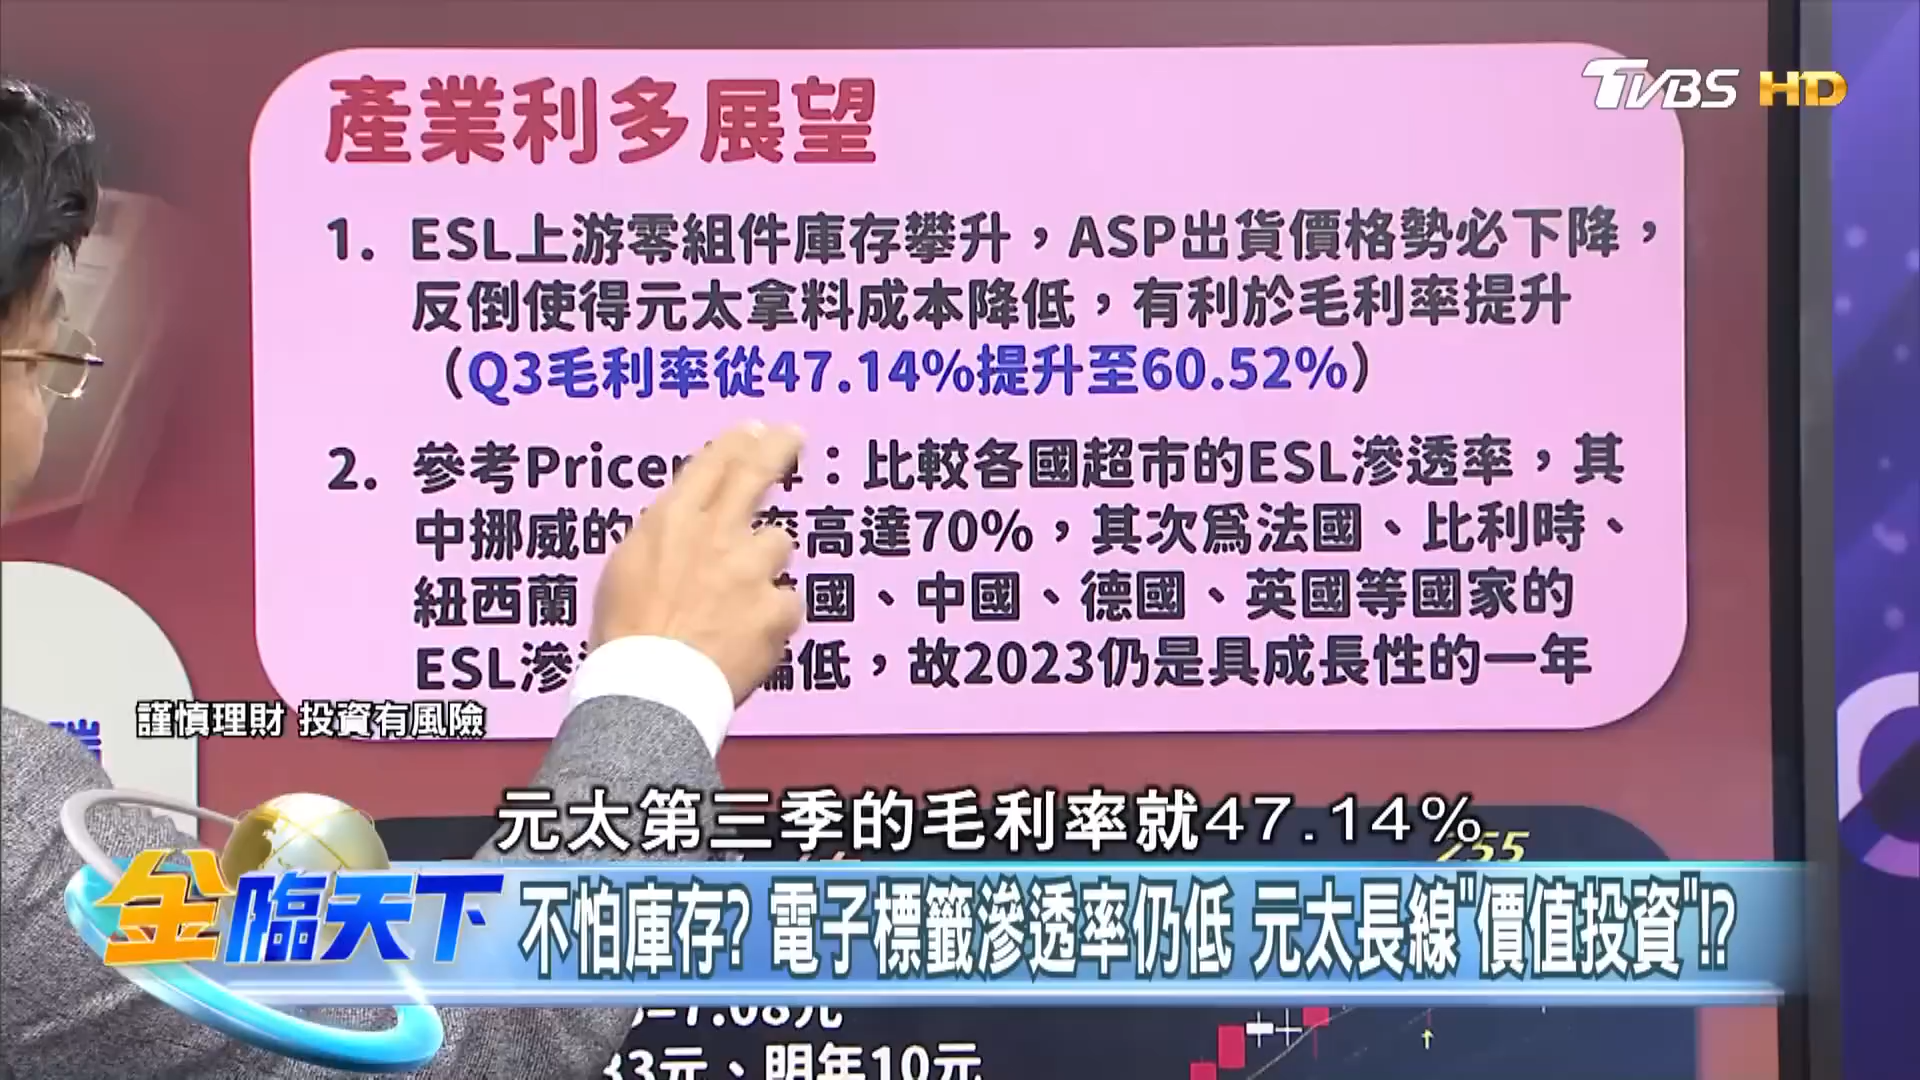 TVBS HD
產業利多展望
1. ESL上游零組件庫存攀升，ASP出貨價格勢必下降，
反倒使得元太拿料成本降低，有利於毛利率提升
（Q3毛利率從47.14%提升至60.52%）
2. 參考Pricer ：比較各國超市的ESL滲透率，其
中挪威的 率高達70%，其次為法國、比利時、
紐西蘭 國、中國、德國、英國等國家的
ESL滲 偏低，故2023仍是具成長性的一年
謹慎理財 投資有風險
元太第三季的毛利率就47.14%
255
金臨天下
不怕庫存? 電子標籤滲透率仍低 元太長線"價值投資"!?
=7.08元
33元、明年10元